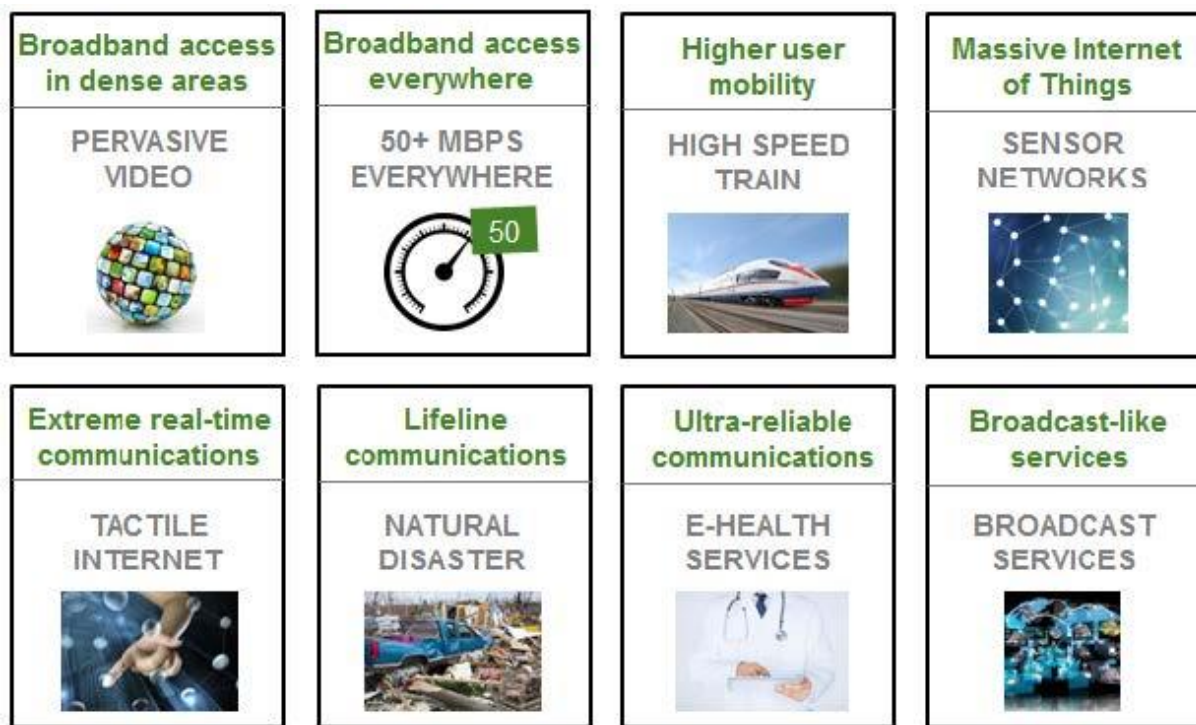 Broadband access
in dense areas
PERVASIVE
VIDEO
Broadband access
everywhere
50+ MBPS
EVERYWHERE
50
Higher user
mobility
HIGH SPEED
TRAIN
Massive Internet
of Things
SENSOR
NETWORKS
Extreme real-time
communications
TACTILE
INTERNET
Lifeline
communications
NATURAL
DISASTER
Ultra-reliable
communications
E-HEALTH
SERVICES
Broadcast-like
services
BROADCAST
SERVICES